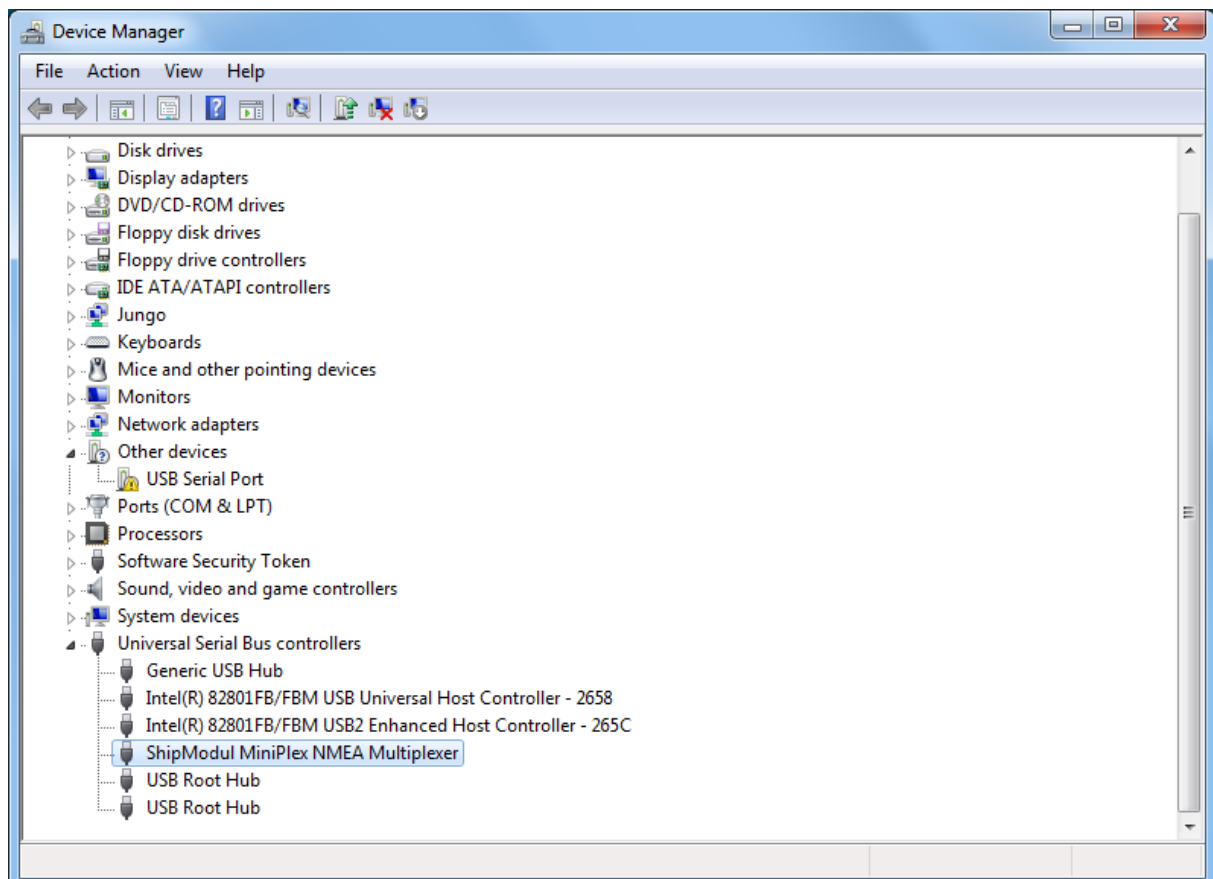 Device Manager
File Action View Help
Disk drives
Display adapters
DVD/CD-ROM drives
Floppy disk drives
Floppy drive controllers
IDE ATA/ATAPI controllers
Jungo
Keyboards
Mice and other pointing devices
Monitors
Network adapters
Other devices
USB Serial Port
Ports (COM & LPT)
Processors
Software Security Token
Sound, video and game controllers
System devices
Universal Serial Bus controllers
Generic USB Hub
Intel(R) 82801FB/FBM USB Universal Host Controller - 2658
Intel(R) 82801FB/FBM USB2 Enhanced Host Controller - 265C
ShipModul MiniPlex NMEA Multiplexer
USB Root Hub
USB Root Hub